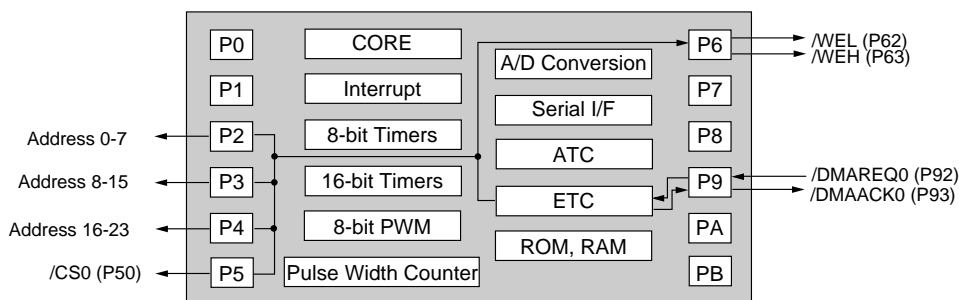 P0
P1
P2
P3
P4
P5
CORE
Interrupt
8-bit Timers
16-bit Timers
8-bit PWM
Pulse Width Counter
A/D Conversion
Serial I/F
ATC
ETC
ROM, RAM
P6
P7
P8
P9
PA
PB
Address 0-7
Address 8-15
Address 16-23
/CS0 (P50)
/WEL (P62)
/WEH (P63)
/DMAREQ0 (P92)
/DMAACK0 (P93)